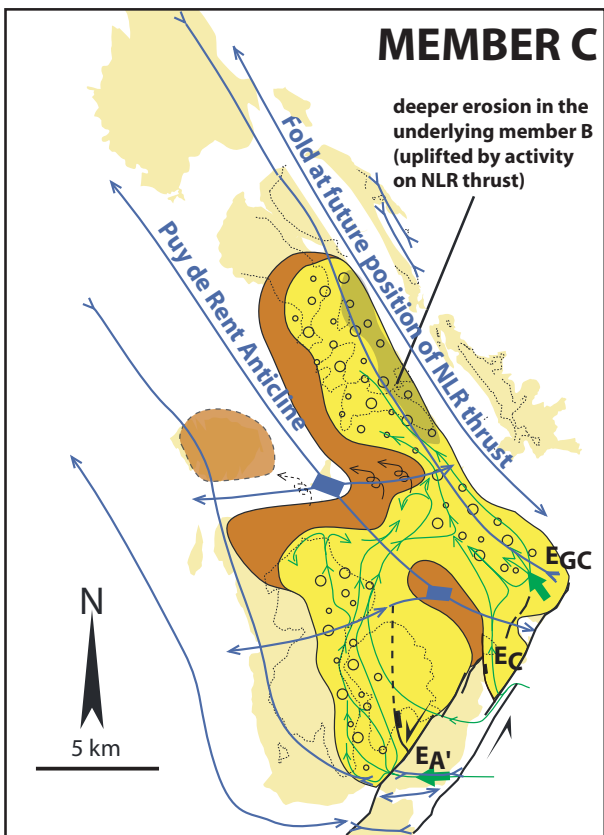 MEMBER C
deeper erosion in the
underlying member B
(uplifted by activity
on NLR thrust)
Fold at future position of NLR thrust
Puy de Rent Anticline
EGC
EC
EA'
N
5 km